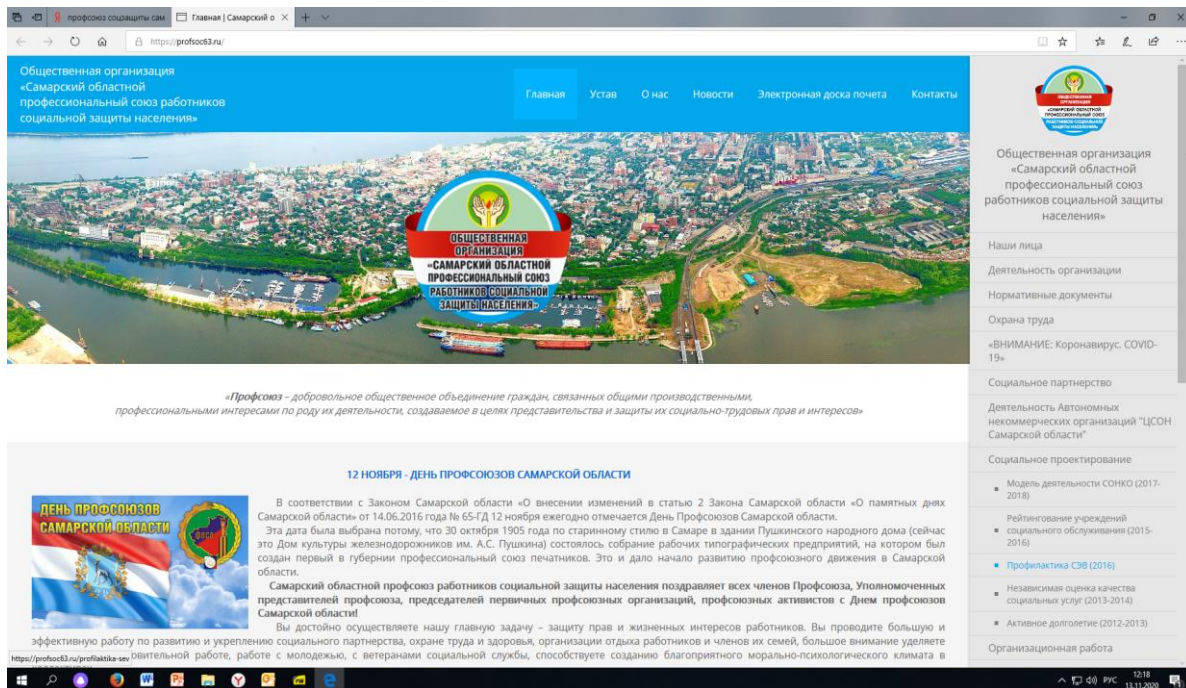 профсоюз соцзащиты сам
Главная | Самарский о
https://profsoc63.ru/
Общественная организация
«Самарский областной
профессиональный союз работников
социальной защиты населения»
Главная Устав О нас Новости Электронная доска почета Контакты
ОБЩЕСТВЕННАЯ
ОРГАНИЗАЦИЯ
«САМАРСКИЙ ОБЛАСТНОЙ
ПРОФЕССИОНАЛЬНЫЙ СОЮЗ
РАБОТНИКОВ СОЦИАЛЬНОЙ
ЗАЩИТЫ НАСЕЛЕНИЯ»
«Профсоюз – добровольное общественное объединение граждан, связанных общими производственными,
профессиональными интересами по роду их деятельности, создаваемое в целях представительства и защиты их социально-трудовых прав и интересов»
12 НОЯБРЯ - ДЕНЬ ПРОФСОЮЗОВ САМАРСКОЙ ОБЛАСТИ
ДЕНЬ ПРОФСОЮЗОВ
САМАРСКОЙ ОБЛАСТИ
ФПСО
В соответствии с Законом Самарской области «О внесении изменений в статью 2 Закона Самарской области «О памятных днях
Самарской области» от 14.06.2016 года № 65-ГД 12 ноября ежегодно отмечается День Профсоюзов Самарской области.
Эта дата была выбрана потому, что 30 октября 1905 года по старинному стилю в Самаре в здании Пушкинского народного дома (сейчас
это Дом культуры железнодорожников им. А.С. Пушкина) состоялось собрание рабочих типографических предприятий, на котором был
создан первый в губернии профессиональный союз печатников. Это и дало начало развитию профсоюзного движения в Самарской
области.
Самарский областной профсоюз работников социальной защиты населения поздравляет всех членов Профсоюза, Уполномоченных
представителей профсоюза, председателей первичных профсоюзных организаций, профсоюзных активистов с Днем профсоюзов
Самарской области!
Вы достойно осуществляете нашу главную задачу – защиту прав и жизненных интересов работников. Вы проводите большую и
эффективную работу по развитию и укреплению социального партнерства, охране труда и здоровья, организации отдыха работников и членов их семей, большое внимание уделяете
овительной работе, работе с молодежью, с ветеранами социальной службы, способствуете созданию благоприятного морально-психологического климата в
https://profsoc63.ru/profilaktika-sev
ОБЩЕСТВЕННАЯ
ОРГАНИЗАЦИЯ
«САМАРСКИЙ ОБЛАСТНОЙ
ПРОФЕССИОНАЛЬНЫЙ СОЮЗ
РАБОТНИКОВ СОЦИАЛЬНОЙ
ЗАЩИТЫ НАСЕЛЕНИЯ»
Общественная организация
«Самарский областной
профессиональный союз
работников социальной защиты
населения»
Наши лица
Деятельность организации
Нормативные документы
Охрана труда
«ВНИМАНИЕ: Коронавирус. COVID-
19»
Социальное партнерство
Деятельность Автономных
некоммерческих организаций "ЦСОН
Самарской области"
Социальное проектирование
Модель деятельности СОНКО (2017-
2018)
Рейтингование учреждений
социального обслуживания (2015-
2016)
Профилактика СЭВ (2016)
Независимая оценка качества
социальных услуг (2013-2014)
Активное долголетие (2012-2013)
Организационная работа
РУС
12:18
13.11.2020